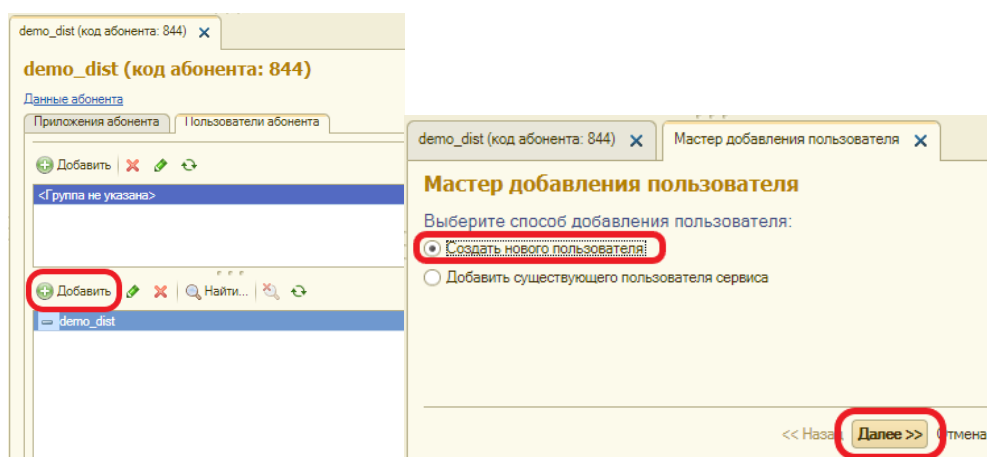 demo_dist (код абонента: 844)
demo_dist (код абонента: 844)
Данные абонента
Приложения абонента Пользователи абонента
Добавить
<Группа не указана>
Добавить Найти...
demo_dist
demo_dist (код абонента: 844) Мастер добавления пользователя
Мастер добавления пользователя
Выберите способ добавления пользователя:
Создать нового пользователя
Добавить существующего пользователя сервиса
<< Назад Далее >> Отмена